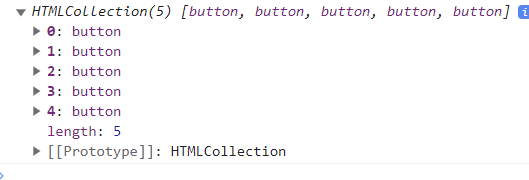 HTMLCollection(5) [button, button, button, button, button] i
0: button
1: button
2: button
3: button
4: button
length: 5
[[Prototype]]: HTMLCollection